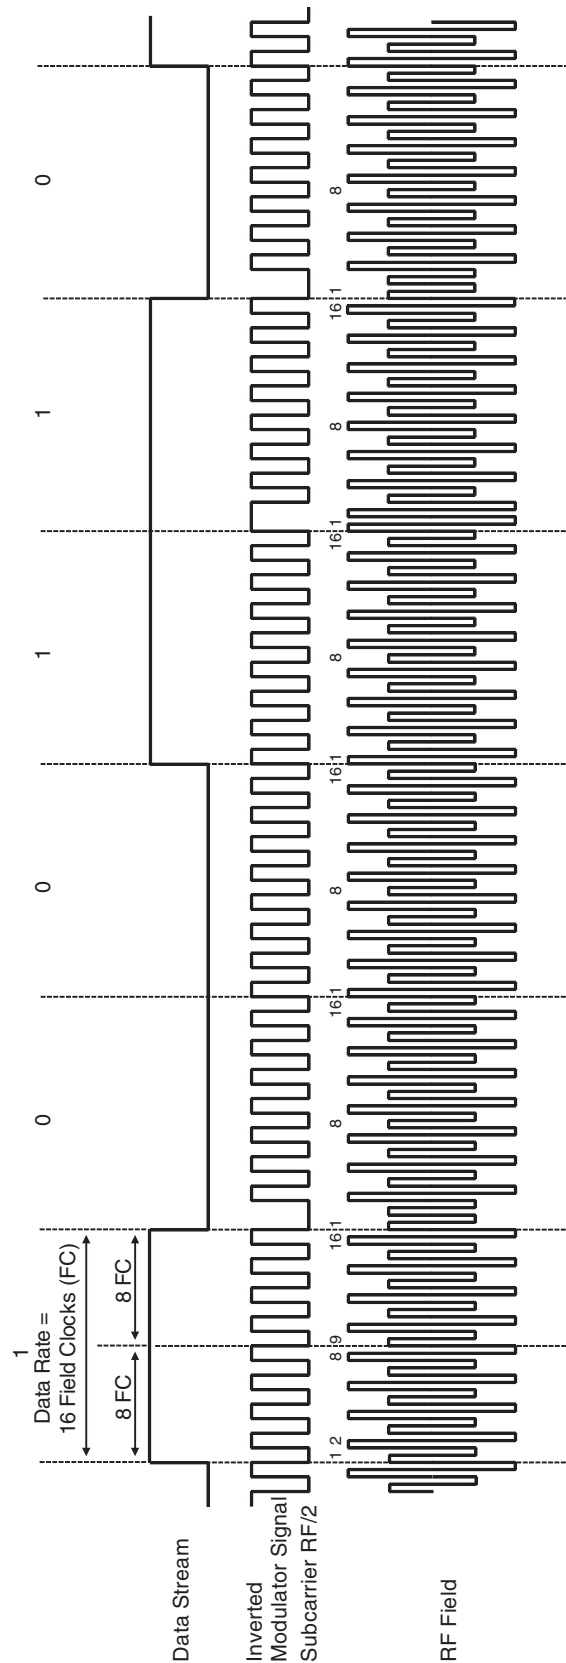 1 0 0 1 1 0
Data Rate =
16 Field Clocks (FC)
8 FC 8 FC
Data Stream
Inverted
Modulator Signal
Subcarrier RF/2
1 2 8 9 16 1 8 16 1 8 16 1 8 16 1 8 16 1 8
RF Field